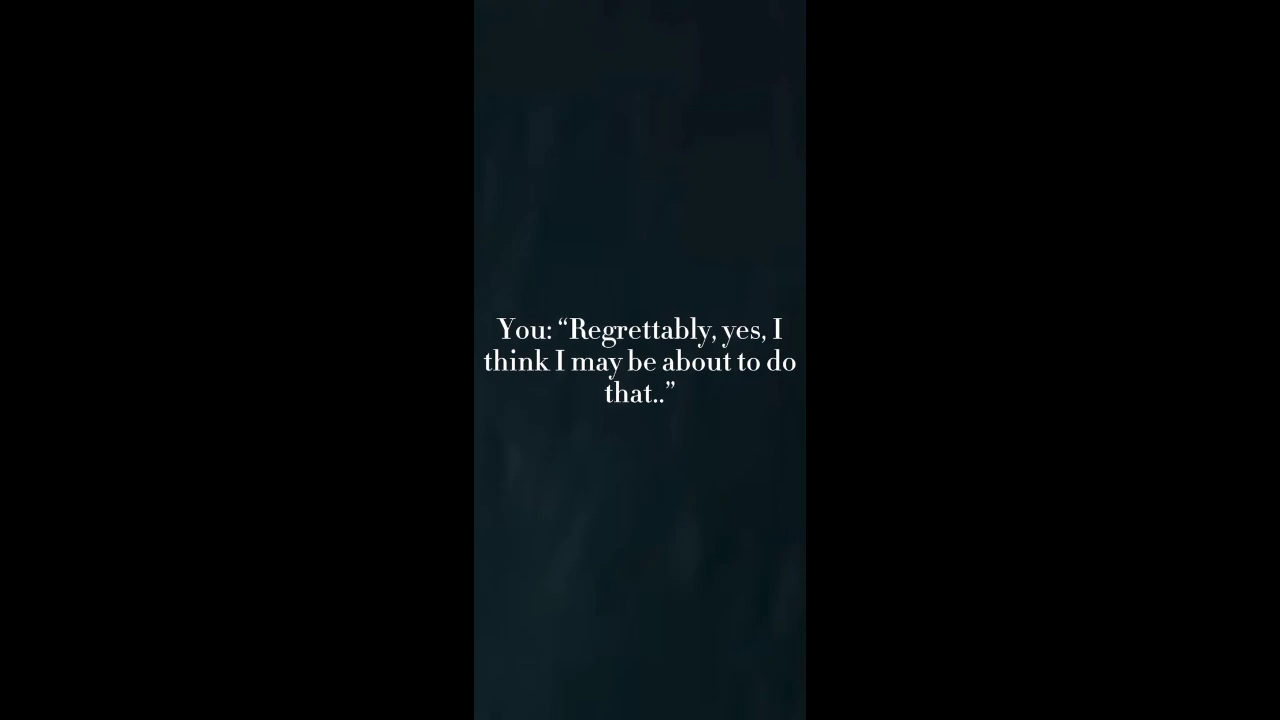 You: “Regrettably, yes, I
think I may be about to do
that..”